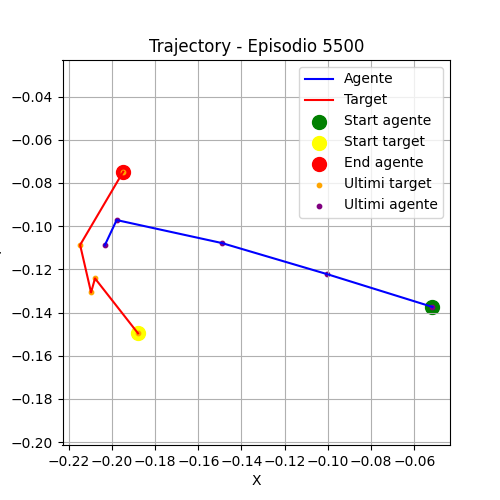 Trajectory - Episodio 5500
Agente
Target
Start agente
Start target
End agente
Ultimi target
Ultimi agente
−0.04
−0.06
−0.08
−0.10
−0.12
−0.14
−0.16
−0.18
−0.20
−0.22 −0.20 −0.18 −0.16 −0.14 −0.12 −0.10 −0.08 −0.06
X